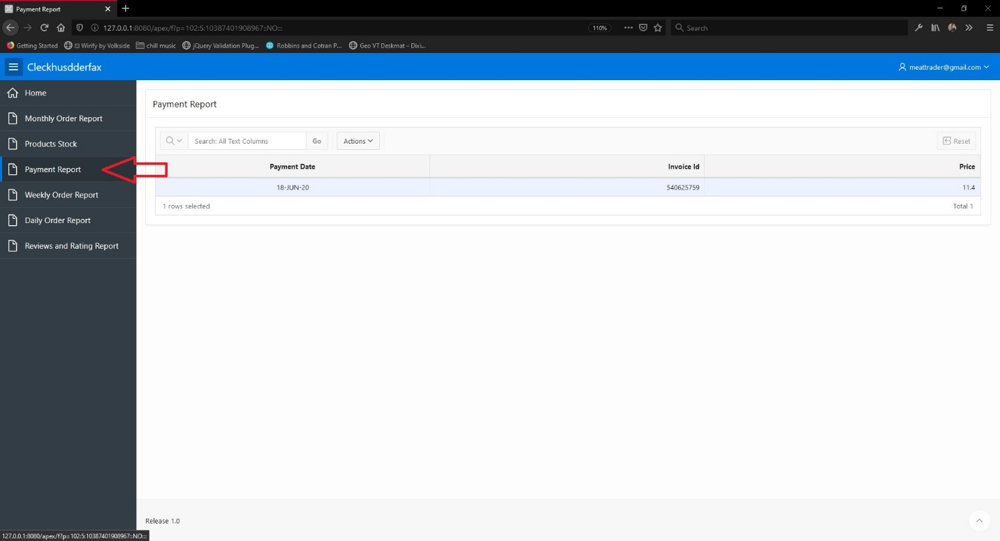 Payment Report
127.0.0.1:8080/apex/f?p=102:5:10387401908967::NO:::
110%
Search
Getting Started
Wirify by Volkside
chill music
jQuery Validation Plug...
Robbins and Cotran P...
Geo VT Deskmat – Dixi...
Cleckhusdderfax
meattrader@gmail.com
Home
Monthly Order Report
Products Stock
Payment Report
Weekly Order Report
Daily Order Report
Reviews and Rating Report
Payment Report
Search: All Text Columns
Go
Actions
Reset
Payment Date Invoice Id Price
18-JUN-20 540625759 11.4
1 rows selected
Total 1
Release 1.0
127.0.0.1:8080/apex/f?p=102:5:10387401908967::NO:::